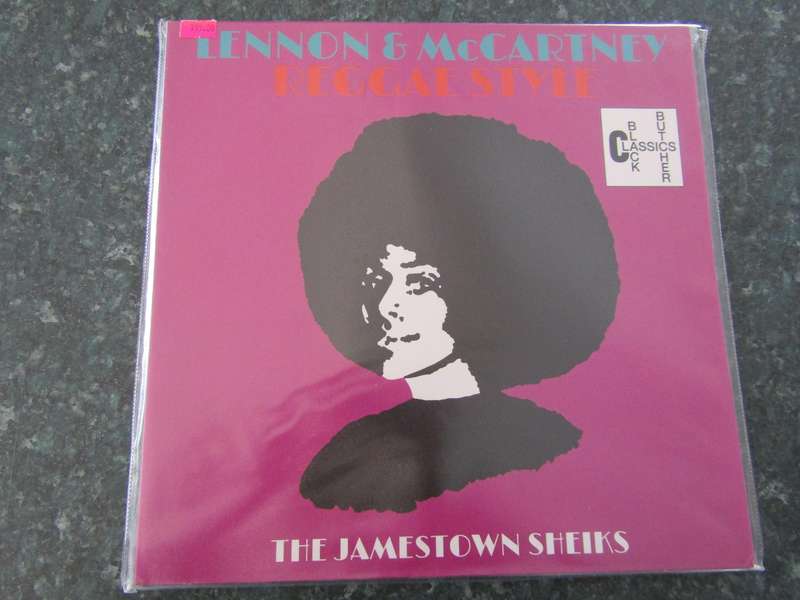 LENNON & McCARTNEY
REGGAE STYLE
BLACK
BUTCHER
CLASSICS
THE JAMESTOWN SHEIKS